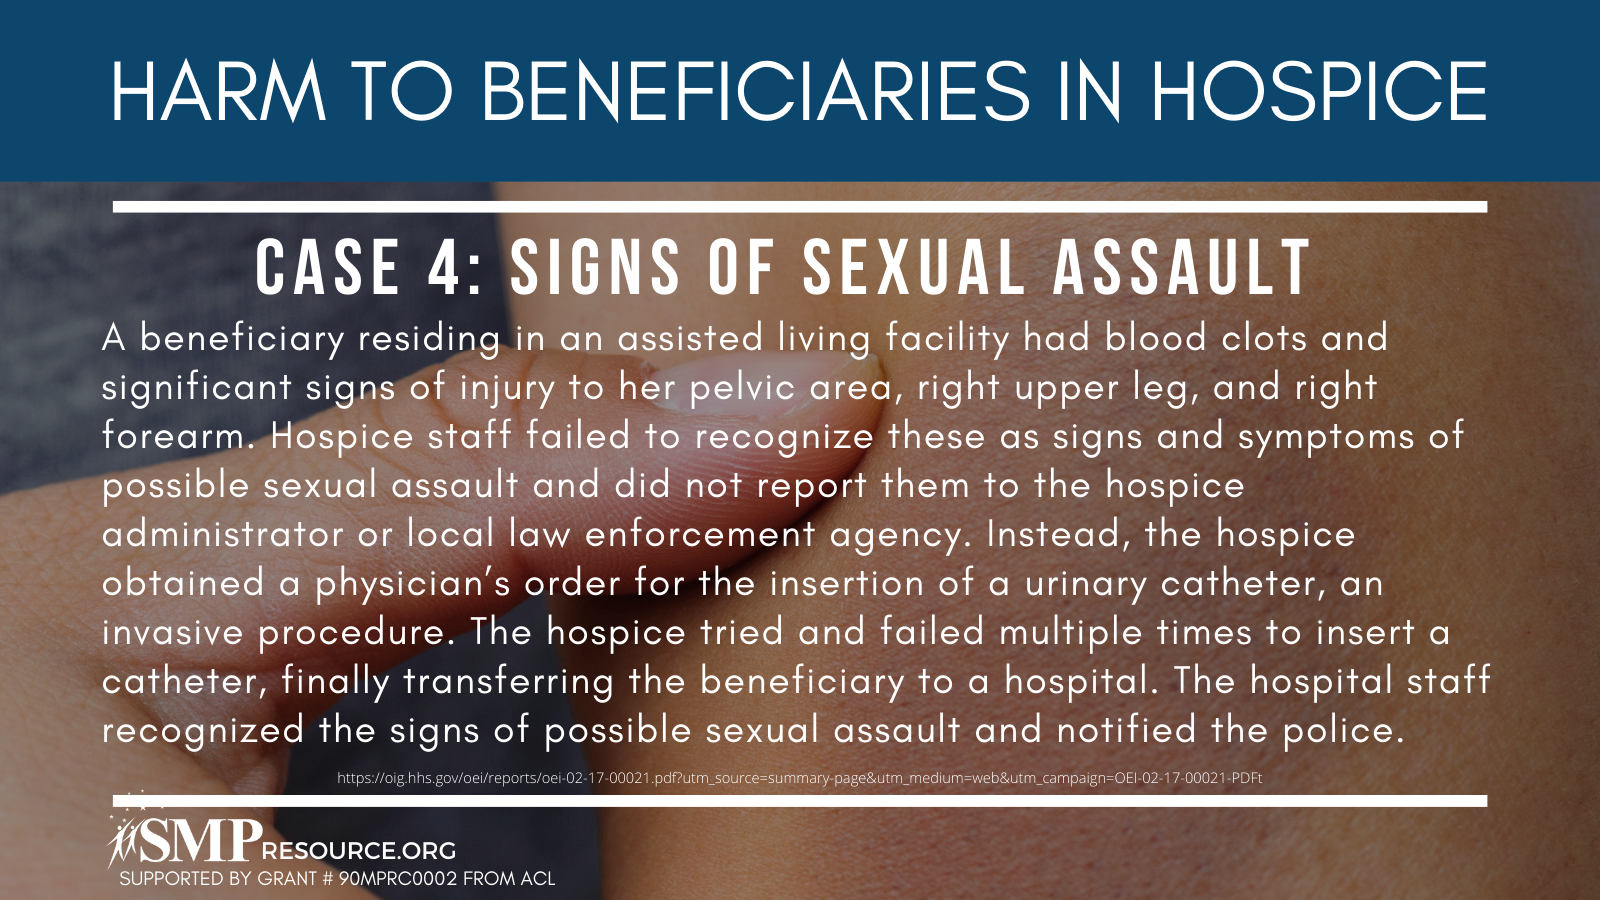 HARM TO BENEFICIARIES IN HOSPICE
CASE 4: SIGNS OF SEXUAL ASSAULT
A beneficiary residing in an assisted living facility had blood clots and
significant signs of injury to her pelvic area, right upper leg, and right
forearm. Hospice staff failed to recognize these as signs and symptoms of
possible sexual assault and did not report them to the hospice
administrator or local law enforcement agency. Instead, the hospice
obtained a physician’s order for the insertion of a urinary catheter, an
invasive procedure. The hospice tried and failed multiple times to insert a
catheter, finally transferring the beneficiary to a hospital. The hospital staff
recognized the signs of possible sexual assault and notified the police.
https://oig.hhs.gov/oei/reports/oei-02-17-00021.pdf?utm_source=summary-page&utm_medium=web&utm_campaign=OEI-02-17-00021-PDFt
SMP RESOURCE.ORG
SUPPORTED BY GRANT # 90MPRC0002 FROM ACL